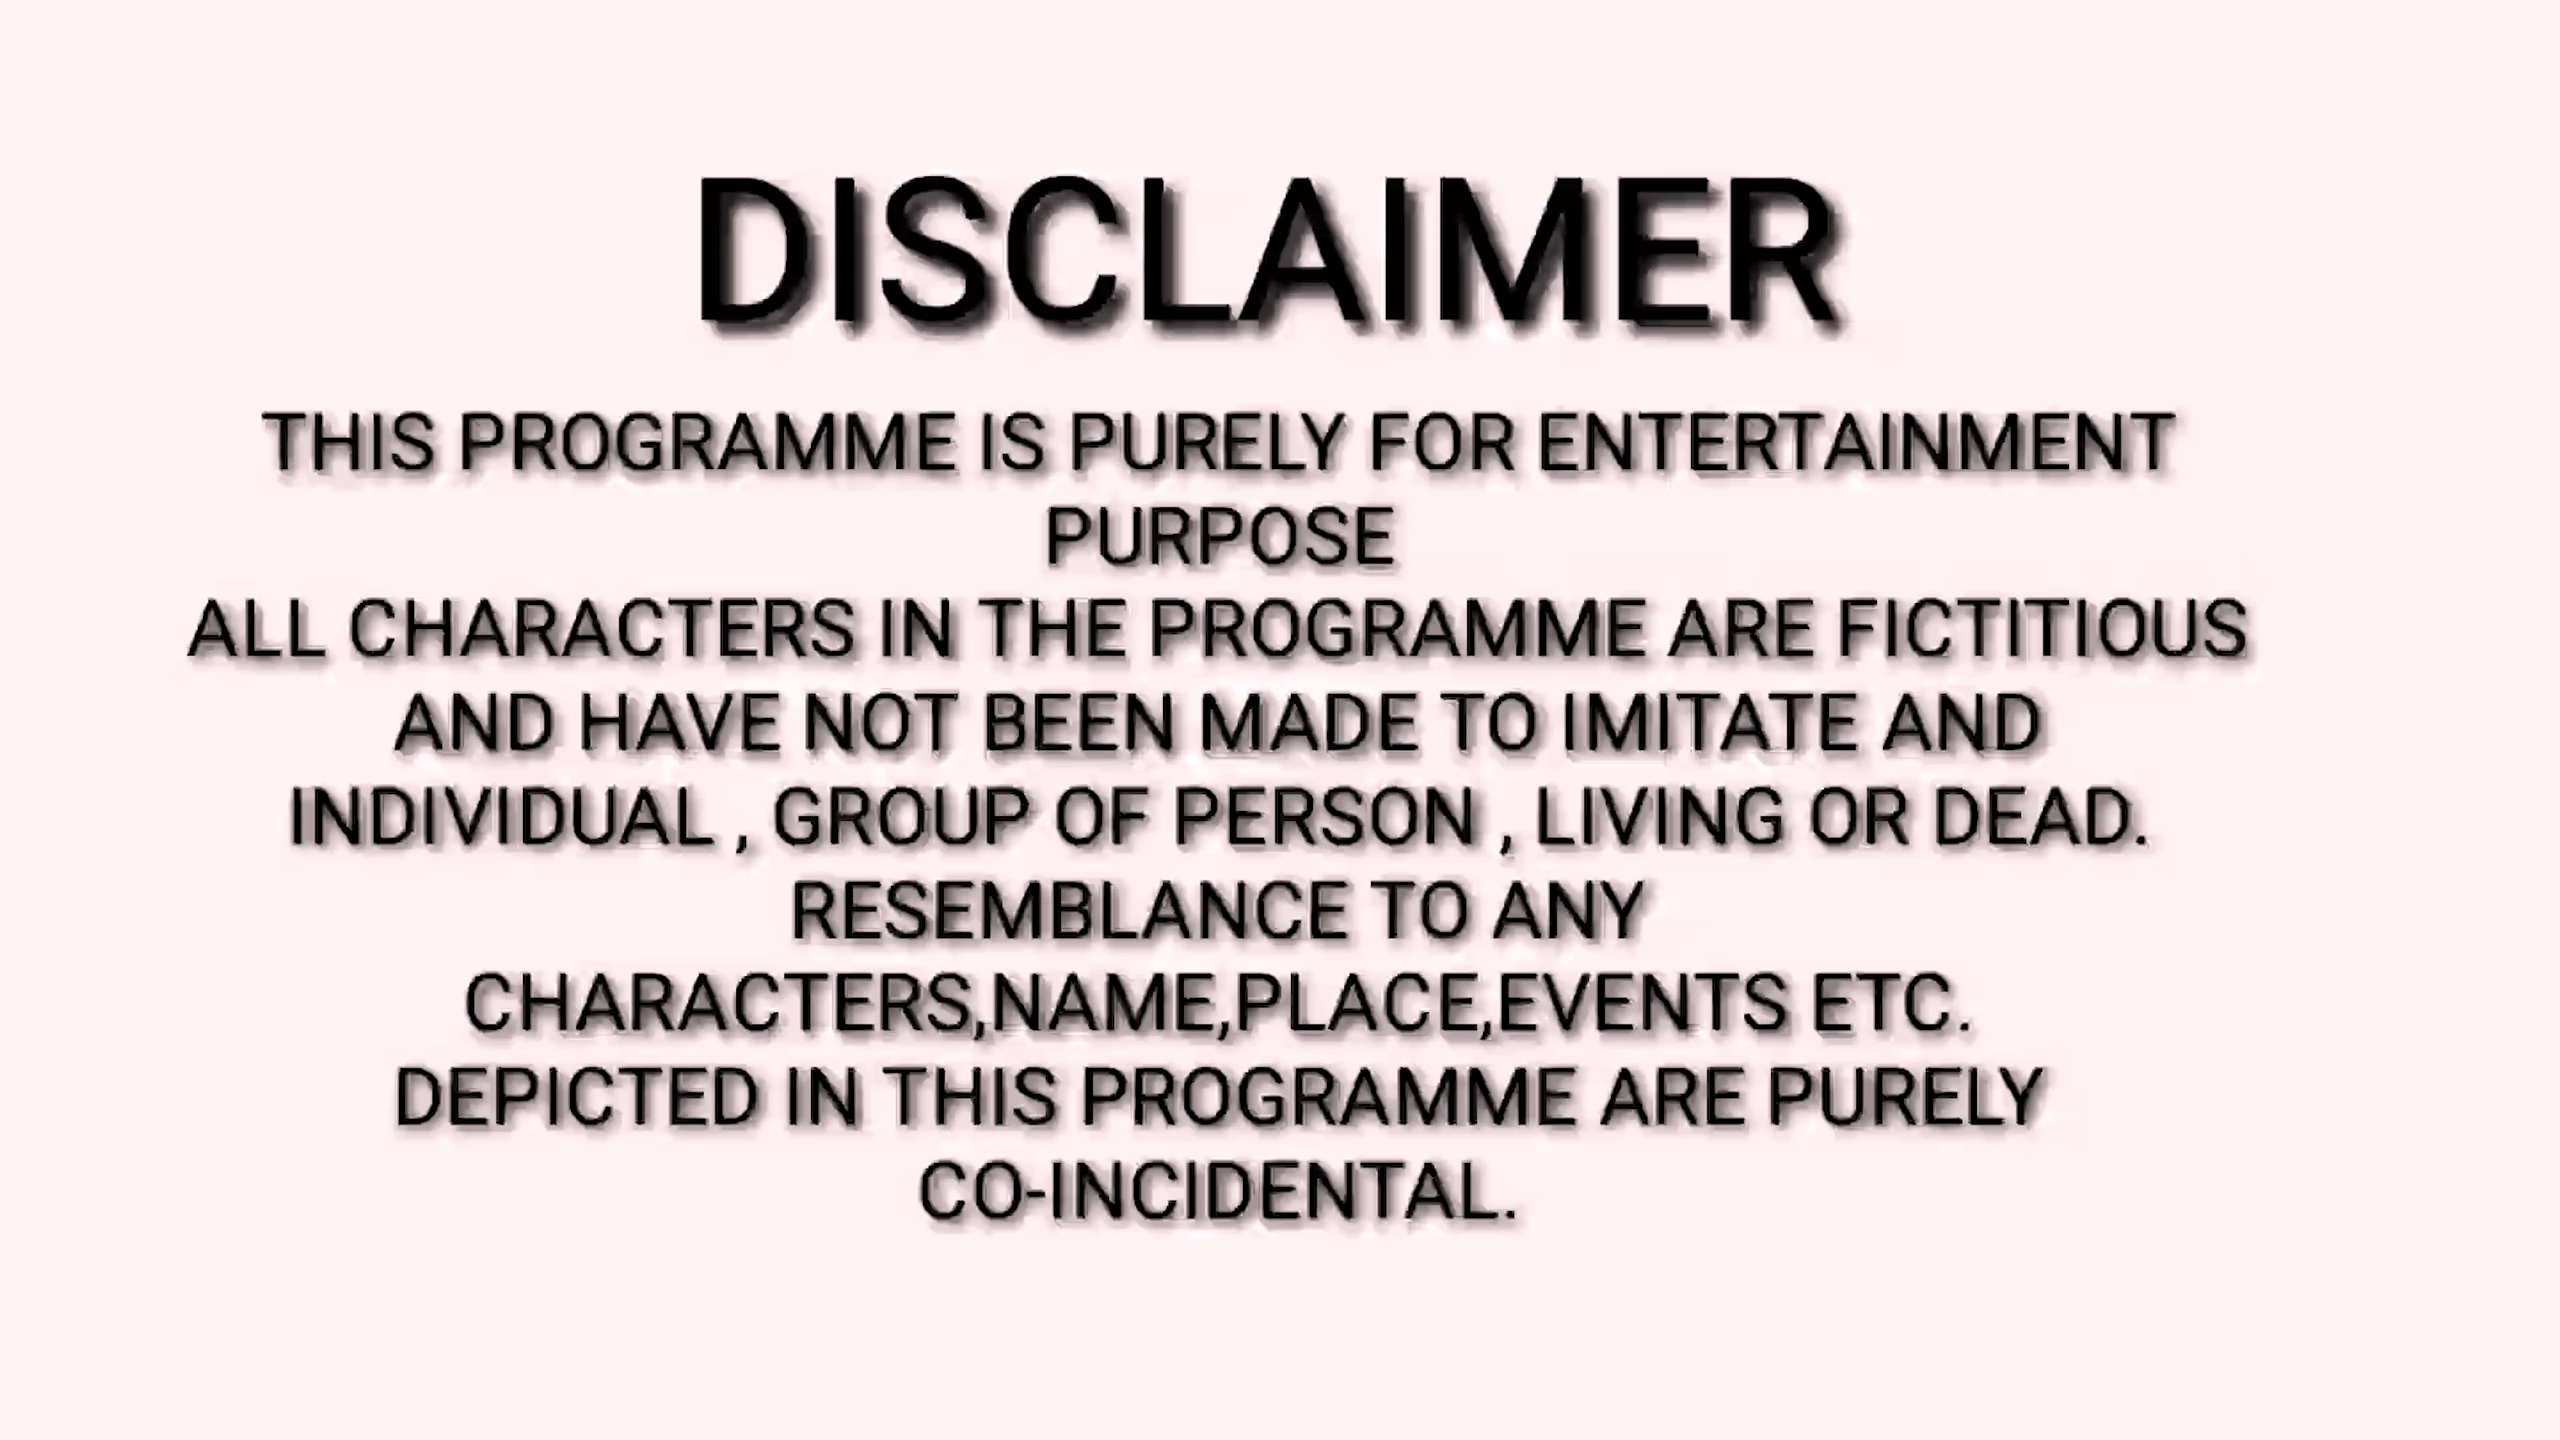 DISCLAIMER
THIS PROGRAMME IS PURELY FOR ENTERTAINMENT
PURPOSE
ALL CHARACTERS IN THE PROGRAMME ARE FICTITIOUS
AND HAVE NOT BEEN MADE TO IMITATE AND
INDIVIDUAL , GROUP OF PERSON , LIVING OR DEAD.
RESEMBLANCE TO ANY
CHARACTERS,NAME,PLACE,EVENTS ETC.
DEPICTED IN THIS PROGRAMME ARE PURELY
CO-INCIDENTAL.